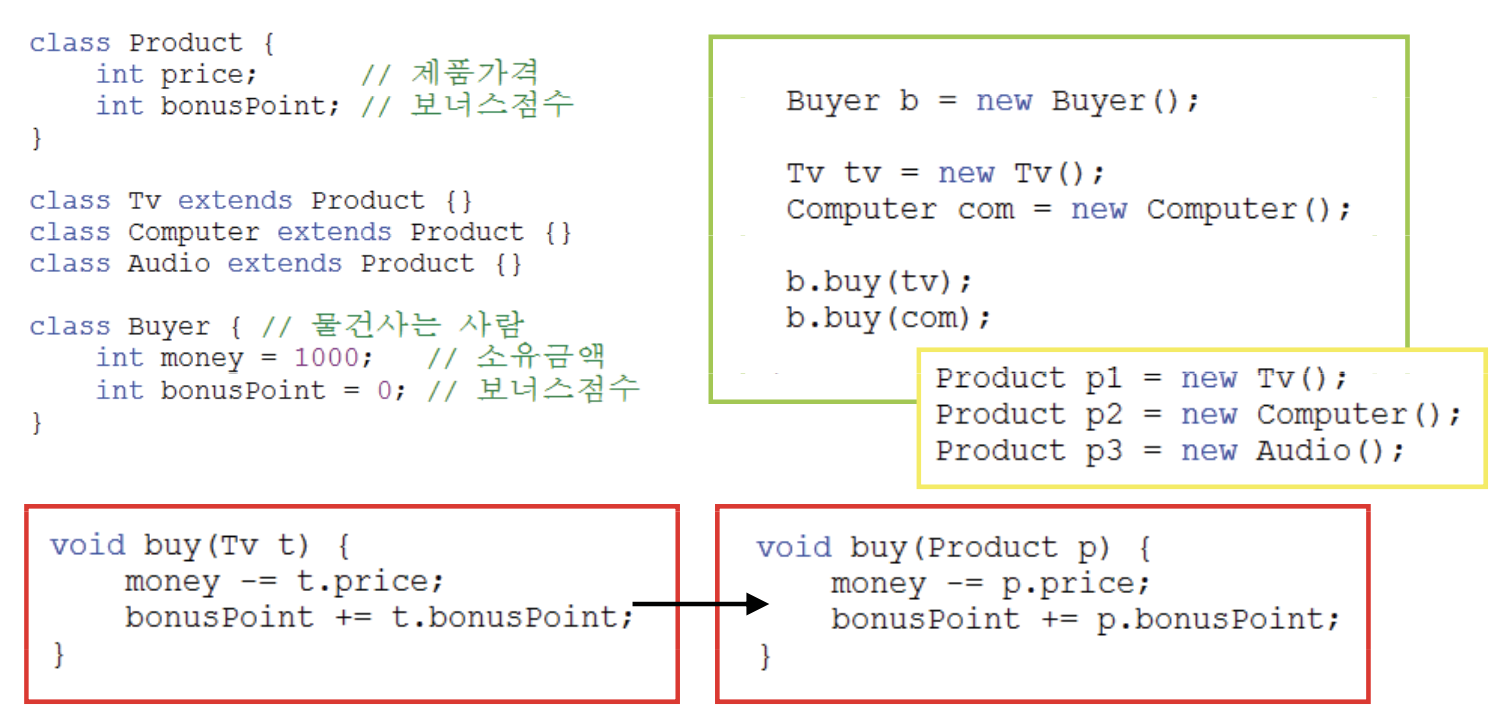 class Product {
    int price;      // 제품가격
    int bonusPoint; // 보너스점수
}
class Tv extends Product {}
class Computer extends Product {}
class Audio extends Product {}
class Buyer { // 물건사는 사람
    int money = 1000;   // 소유금액
    int bonusPoint = 0; // 보너스점수
}
Buyer b = new Buyer();
Tv tv = new Tv();
Computer com = new Computer();
b.buy(tv);
b.buy(com);
Product p1 = new Tv();
Product p2 = new Computer();
Product p3 = new Audio();
void buy(Tv t) {
    money -= t.price;
    bonusPoint += t.bonusPoint;
}
void buy(Product p) {
    money -= p.price;
    bonusPoint += p.bonusPoint;
}